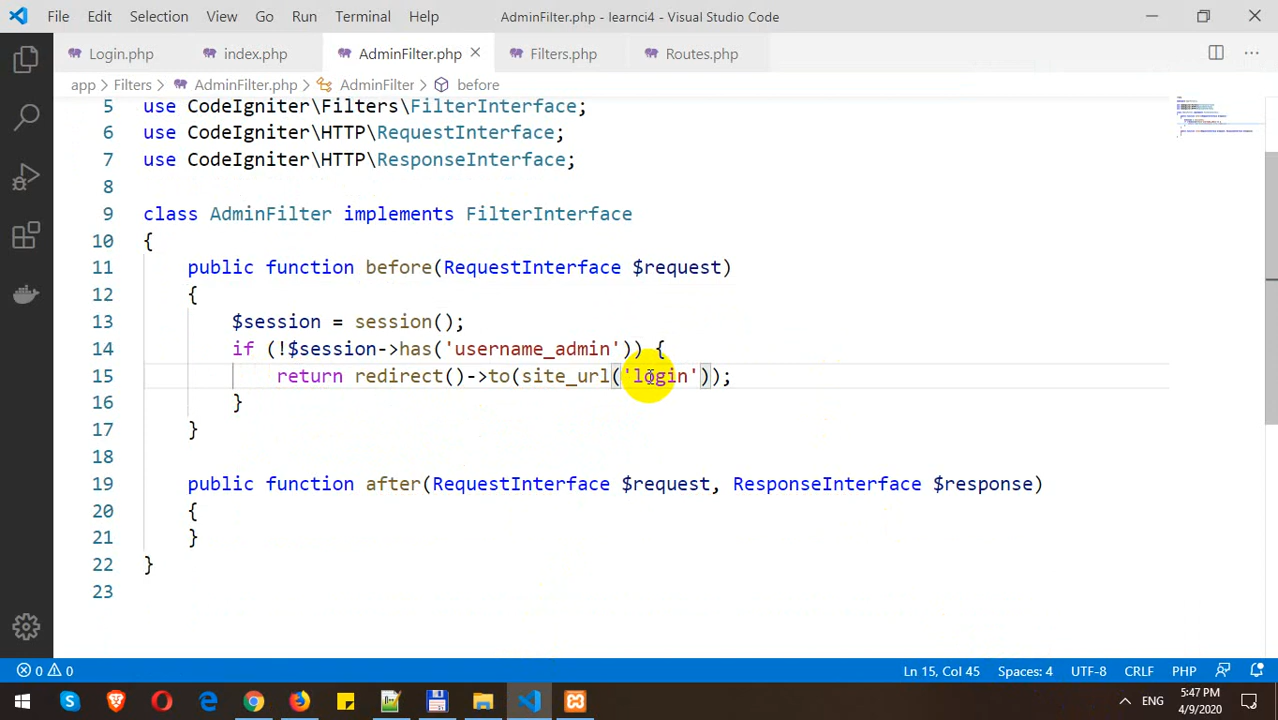 File Edit Selection View Go Run Terminal Help AdminFilter.php - learnci4 - Visual Studio Code
Login.php index.php AdminFilter.php Filters.php Routes.php
app > Filters > AdminFilter.php > AdminFilter > before
5 use CodeIgniter\Filters\FilterInterface;
6 use CodeIgniter\HTTP\RequestInterface;
7 use CodeIgniter\HTTP\ResponseInterface;
8
9 class AdminFilter implements FilterInterface
10 {
11 public function before(RequestInterface $request)
12 {
13 $session = session();
14 if (!$session->has('username_admin')) {
15 return redirect()->to(site_url('login'));
16 }
17 }
18
19 public function after(RequestInterface $request, ResponseInterface $response)
20 {
21 }
22 }
23
0 0 Ln 15, Col 45 Spaces: 4 UTF-8 CRLF PHP
ENG 5:47 PM
4/9/2020